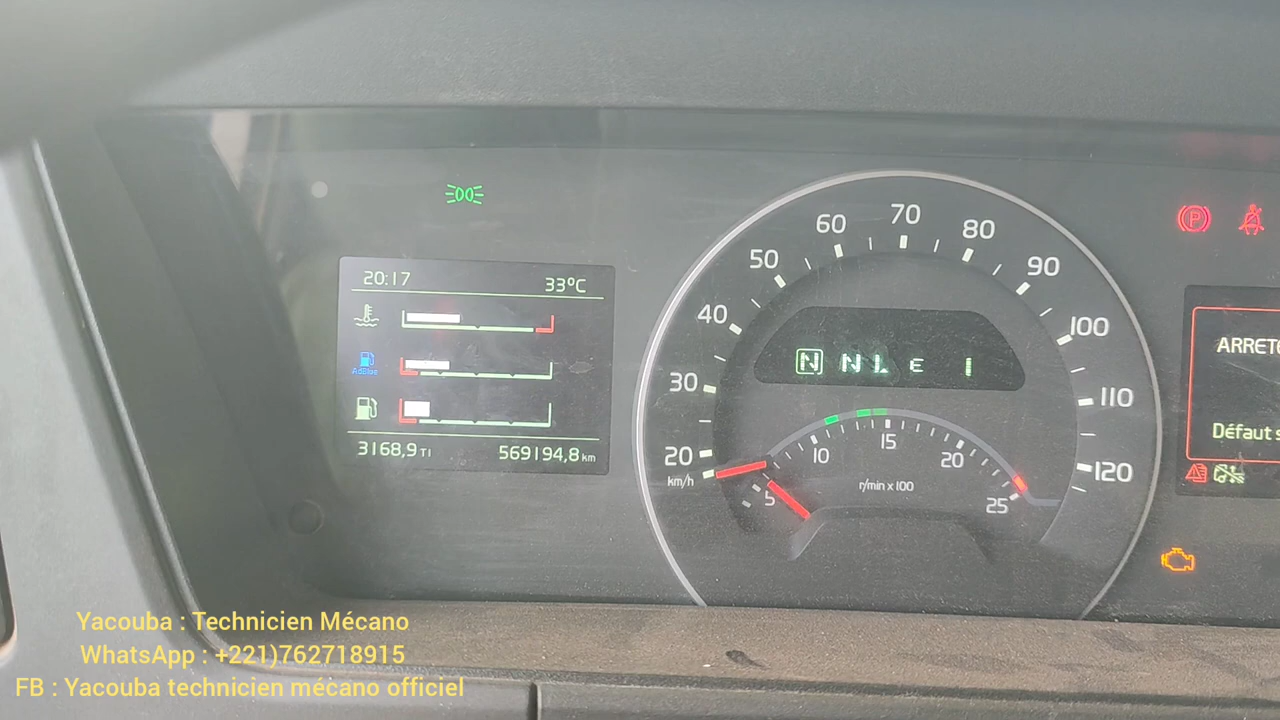 20:17 33°C
AdBlue
3168,9 TI 569194,8 km
20 30 40 50 60 70 80 90 100 110 120
km/h
N N L E I
5 10 15 20 25
r/min x 100
P
ARRET
Défaut s
Yacouba : Technicien Mécano
WhatsApp : +221)762718915
FB : Yacouba technicien mécano officiel